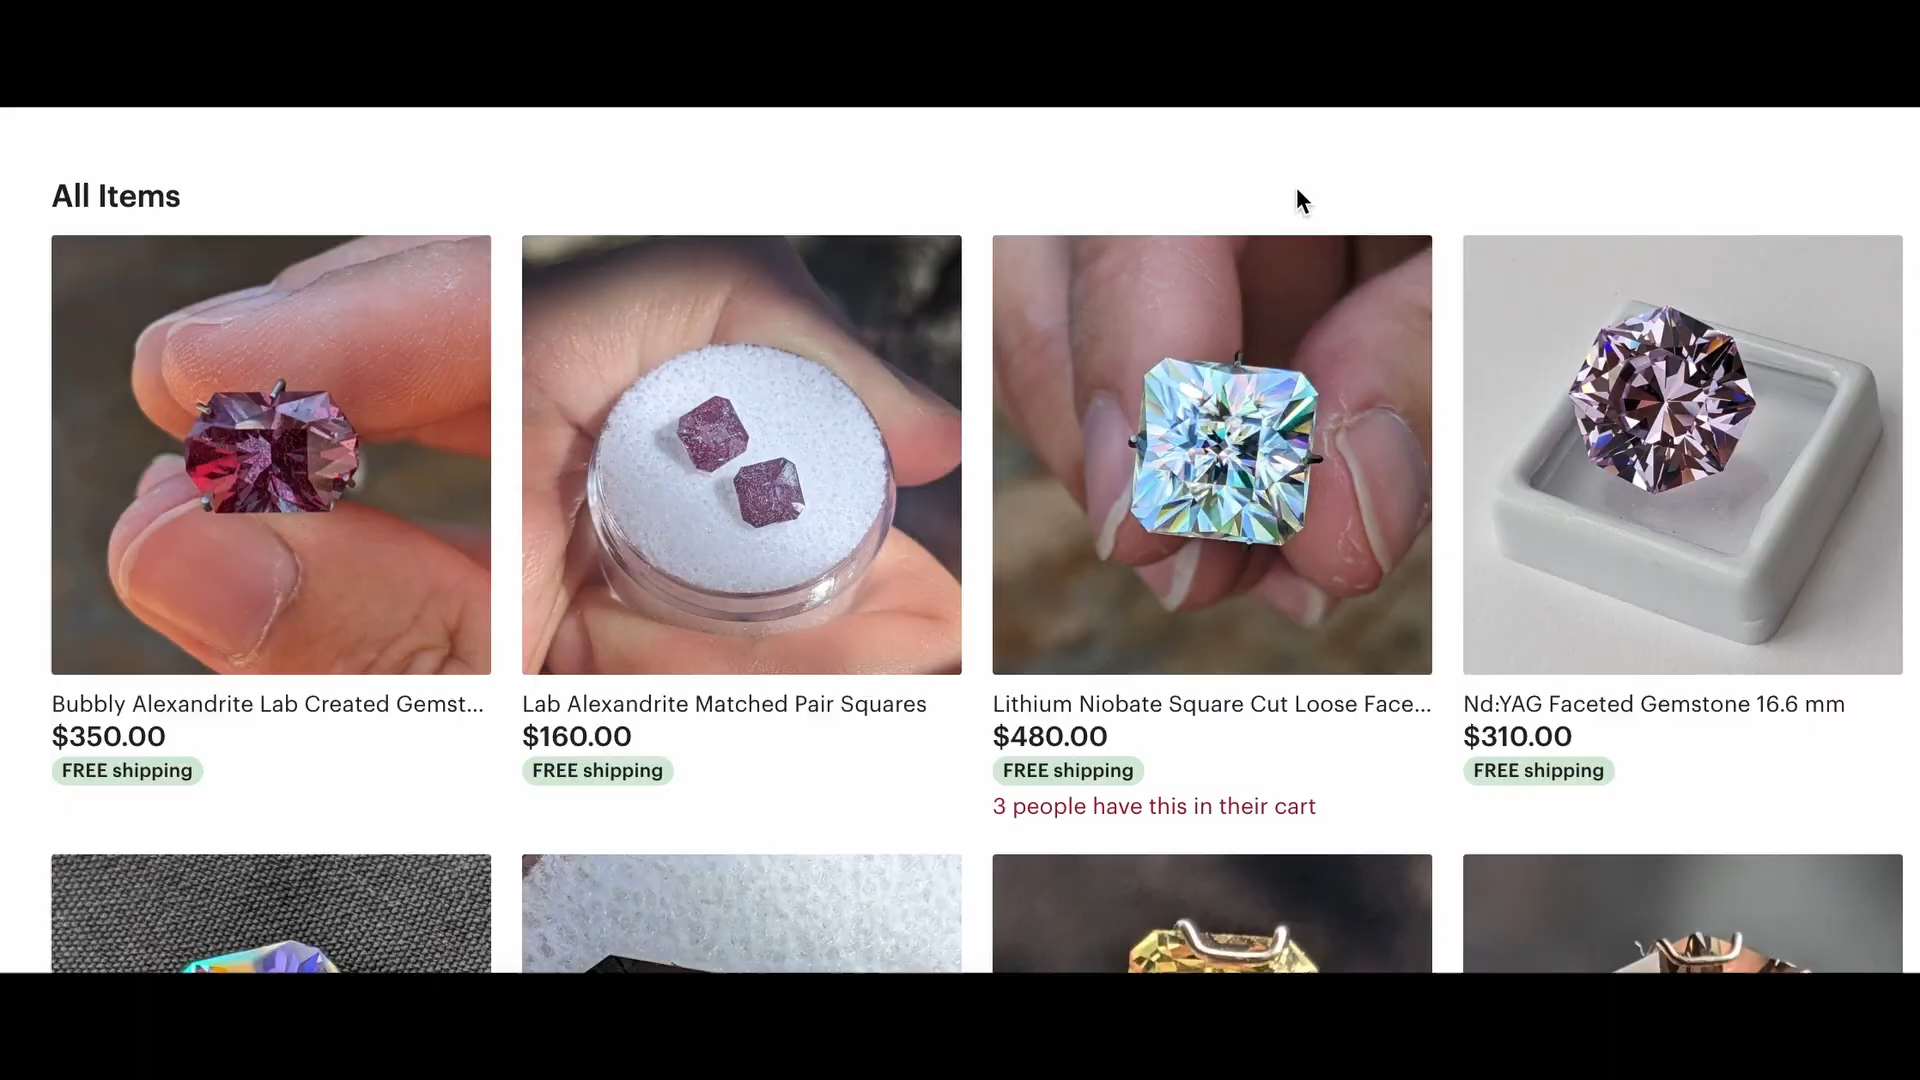 All Items
Bubbly Alexandrite Lab Created Gemst...
$350.00
FREE shipping
Lab Alexandrite Matched Pair Squares
$160.00
FREE shipping
Lithium Niobate Square Cut Loose Face...
$480.00
FREE shipping
3 people have this in their cart
Nd:YAG Faceted Gemstone 16.6 mm
$310.00
FREE shipping